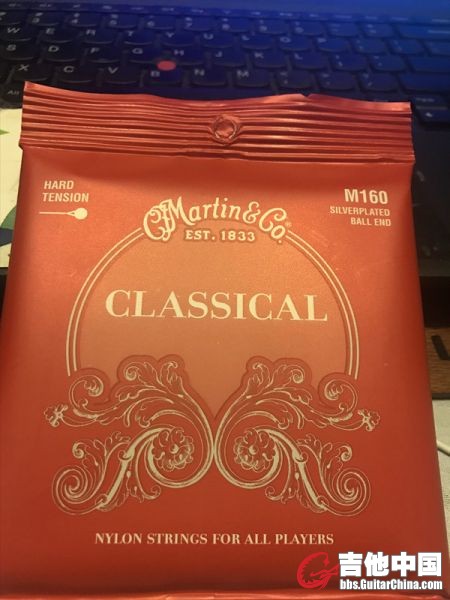 HARD
TENSION
M160
SILVERPLATED
BALL END
C.F. Martin & Co.®
EST. 1833
CLASSICAL
NYLON STRINGS FOR ALL PLAYERS
吉他中国
bbs.GuitarChina.com